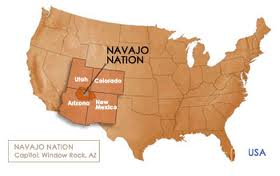 NAVAJO
NATION
Utah
Colorado
Arizona
New
Mexico
NAVAJO NATION
Capitol: Window Rock, AZ
USA